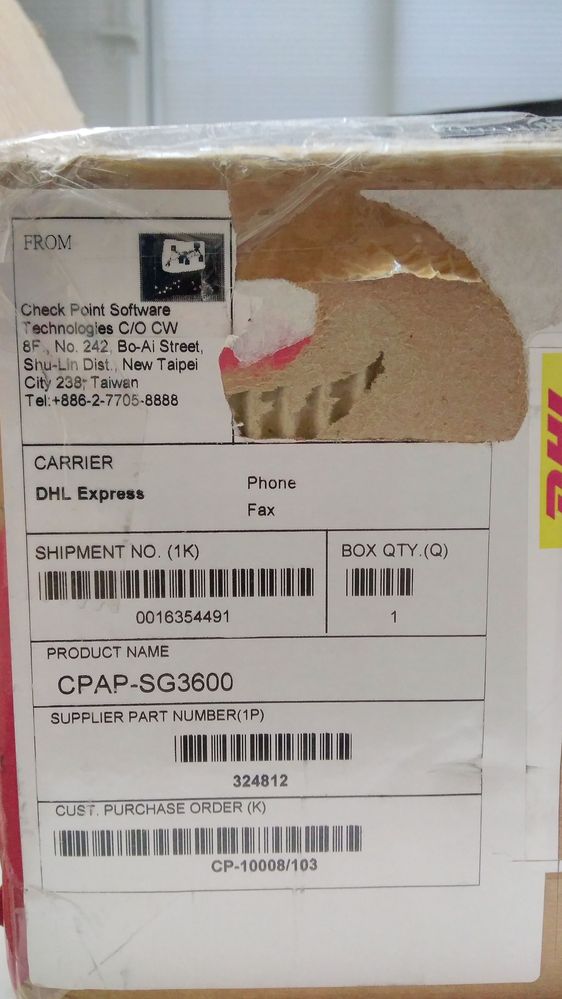 FROM
Check Point Software
Technologies C/O CW
8F., No. 242, Bo-Ai Street,
Shu-Lin Dist., New Taipei
City 238, Taiwan
Tel:+886-2-7705-8888
CARRIER
DHL Express
Phone
Fax
DHL
SHIPMENT NO. (1K)
0016354491
BOX QTY.(Q)
1
PRODUCT NAME
CPAP-SG3600
SUPPLIER PART NUMBER(1P)
324812
CUST. PURCHASE ORDER (K)
CP-10008/103